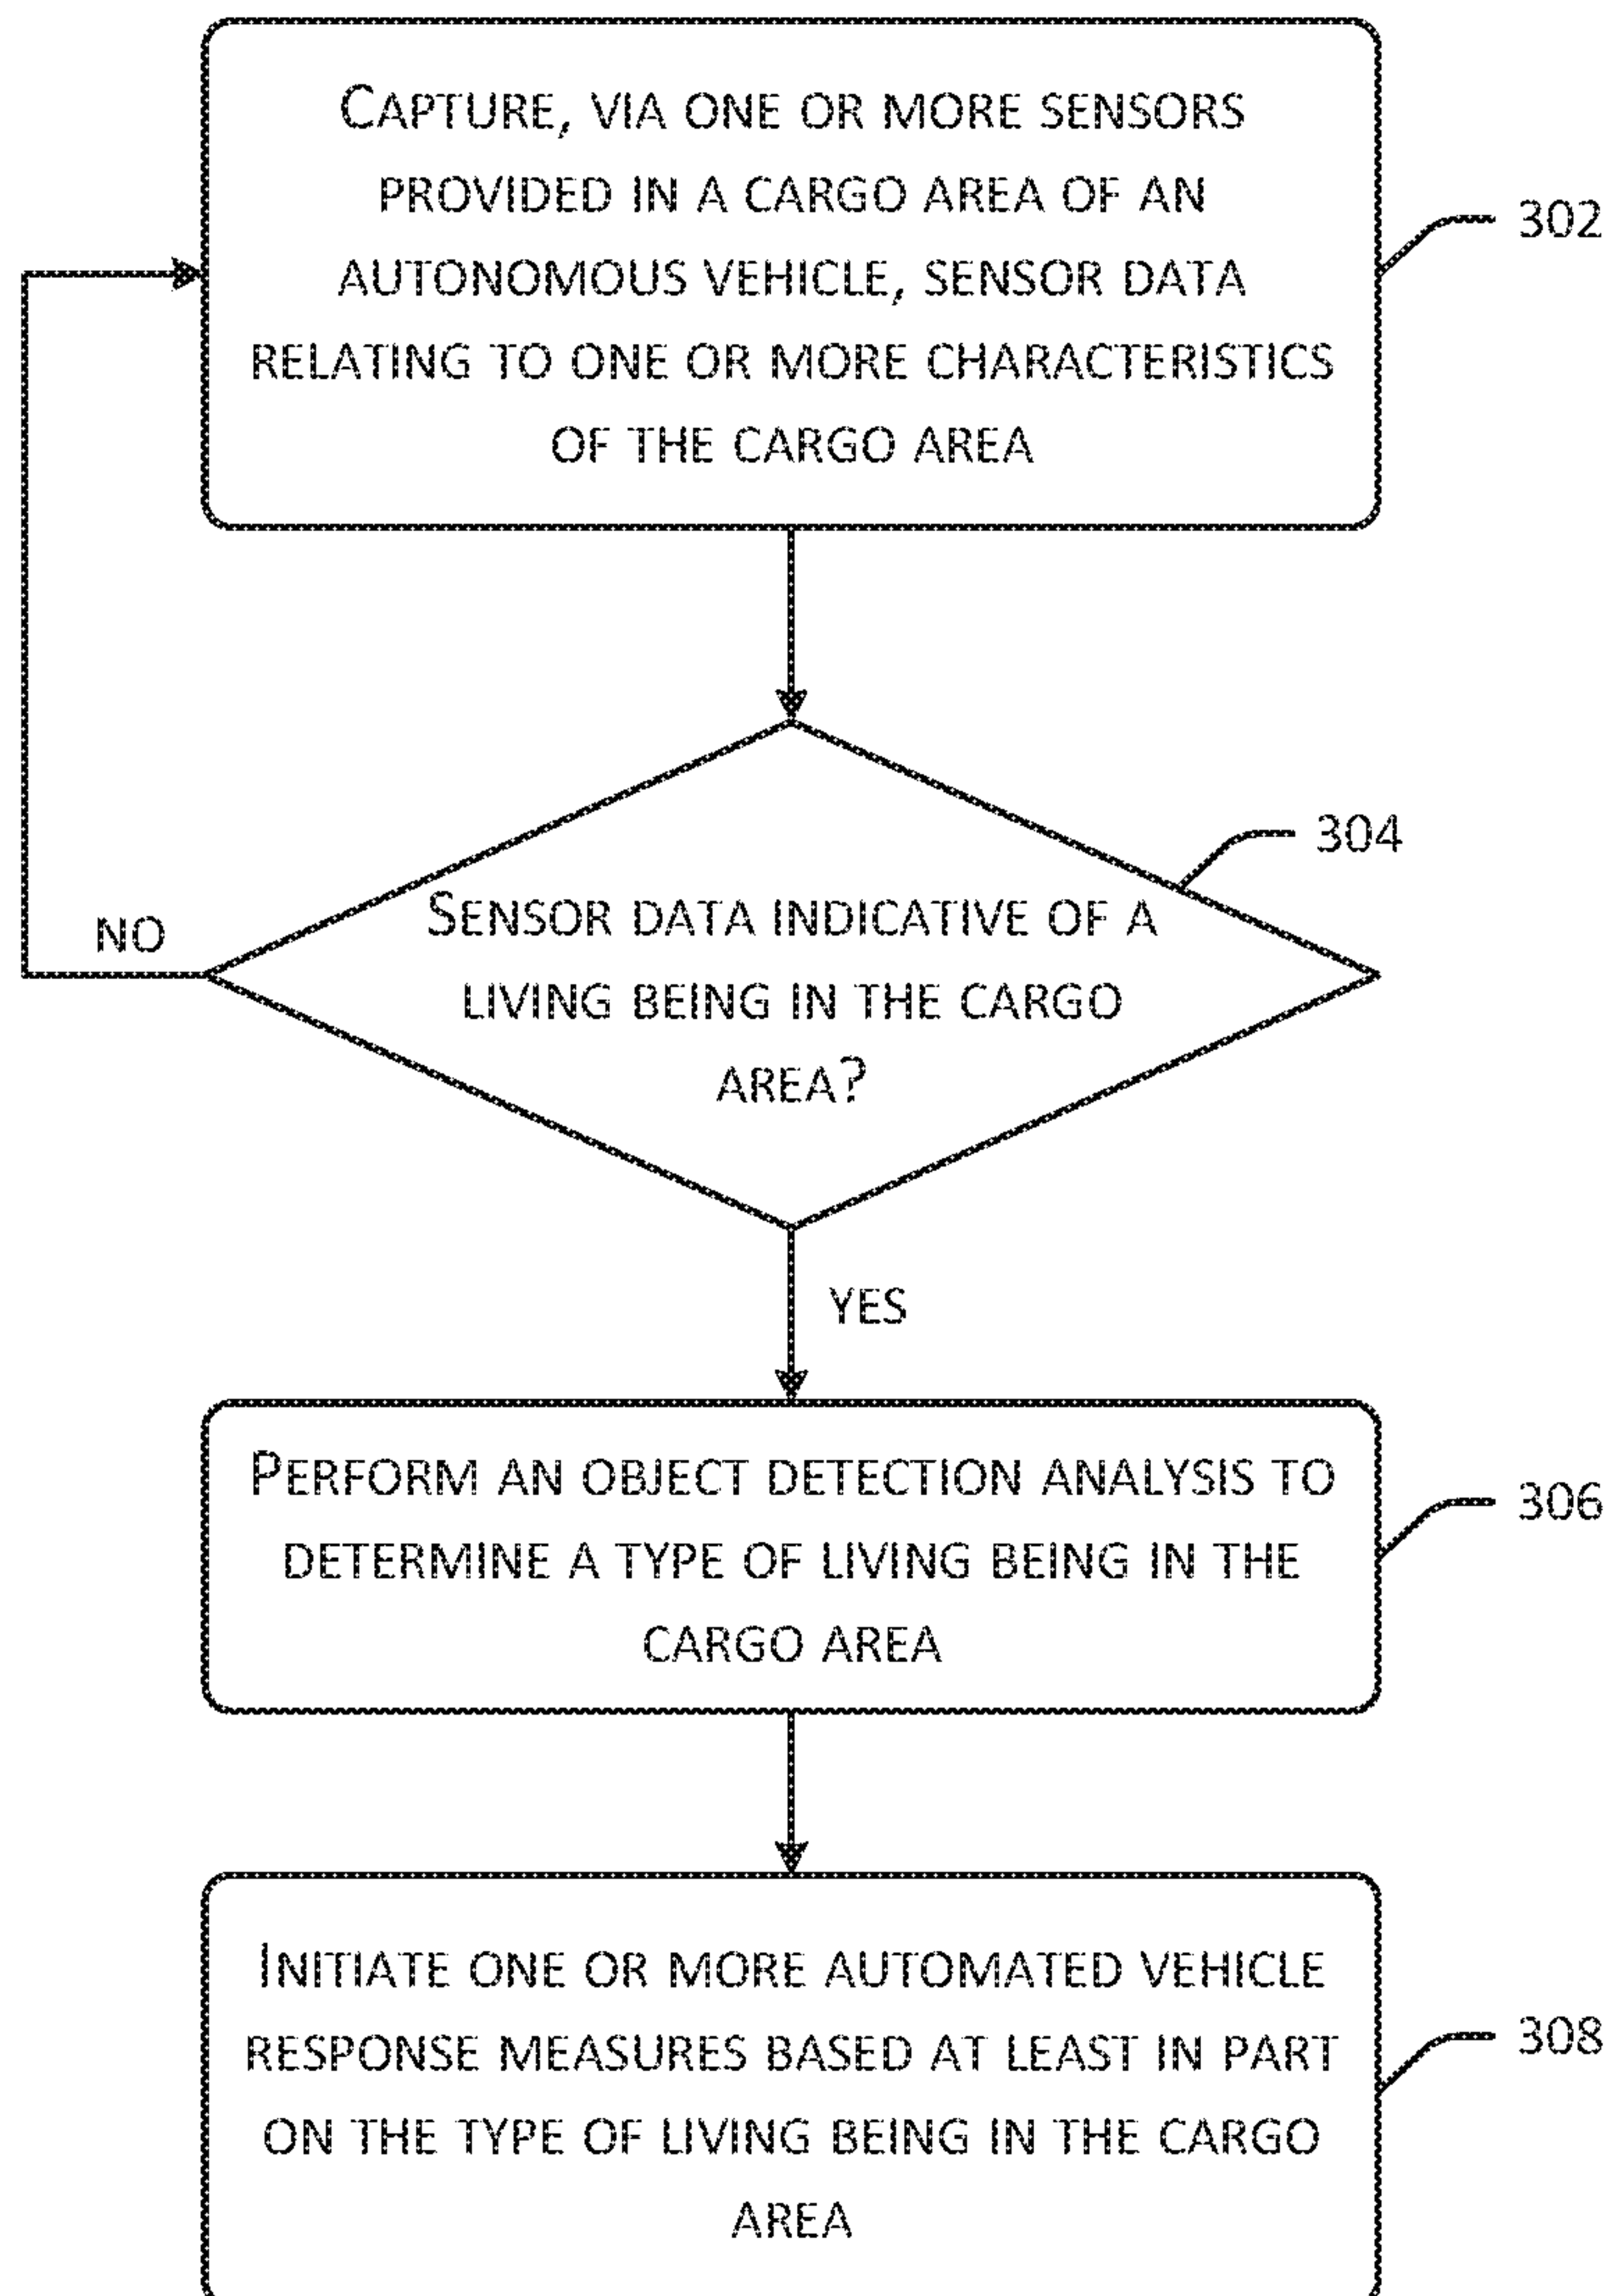 CAPTURE, VIA ONE OR MORE SENSORS
PROVIDED IN A CARGO AREA OF AN
AUTONOMOUS VEHICLE, SENSOR DATA
RELATING TO ONE OR MORE CHARACTERISTICS
OF THE CARGO AREA
302
304
SENSOR DATA INDICATIVE OF A
LIVING BEING IN THE CARGO
AREA?
NO
YES
PERFORM AN OBJECT DETECTION ANALYSIS TO
DETERMINE A TYPE OF LIVING BEING IN THE
CARGO AREA
306
INITIATE ONE OR MORE AUTOMATED VEHICLE
RESPONSE MEASURES BASED AT LEAST IN PART
ON THE TYPE OF LIVING BEING IN THE CARGO
AREA
308